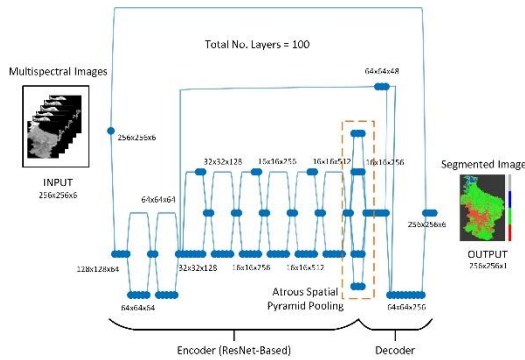 Total No. Layers = 100
64x64x48
Multispectral Images
256x256x6
INPUT
256x256x6
32x32x128
16x16x256
16x16x512
16x16x256
Segmented Image
64x64x64
256x256x6
OUTPUT
256x256x1
128x128x64
32x32x128
16x16x256
16x16x512
64x64x64
Atrous Spatial
Pyramid Pooling
64x64x256
Encoder (ResNet-Based)
Decoder